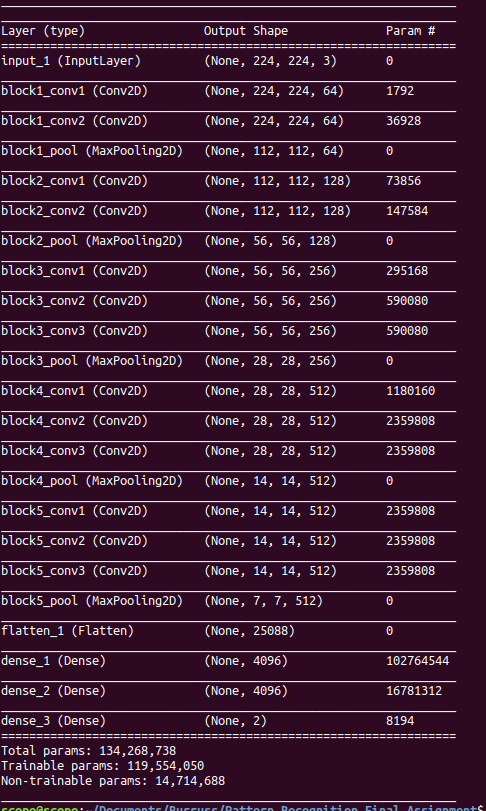 Layer (type) Output Shape Param #
input_1 (InputLayer) (None, 224, 224, 3) 0
block1_conv1 (Conv2D) (None, 224, 224, 64) 1792
block1_conv2 (Conv2D) (None, 224, 224, 64) 36928
block1_pool (MaxPooling2D) (None, 112, 112, 64) 0
block2_conv1 (Conv2D) (None, 112, 112, 128) 73856
block2_conv2 (Conv2D) (None, 112, 112, 128) 147584
block2_pool (MaxPooling2D) (None, 56, 56, 128) 0
block3_conv1 (Conv2D) (None, 56, 56, 256) 295168
block3_conv2 (Conv2D) (None, 56, 56, 256) 590080
block3_conv3 (Conv2D) (None, 56, 56, 256) 590080
block3_pool (MaxPooling2D) (None, 28, 28, 256) 0
block4_conv1 (Conv2D) (None, 28, 28, 512) 1180160
block4_conv2 (Conv2D) (None, 28, 28, 512) 2359808
block4_conv3 (Conv2D) (None, 28, 28, 512) 2359808
block4_pool (MaxPooling2D) (None, 14, 14, 512) 0
block5_conv1 (Conv2D) (None, 14, 14, 512) 2359808
block5_conv2 (Conv2D) (None, 14, 14, 512) 2359808
block5_conv3 (Conv2D) (None, 14, 14, 512) 2359808
block5_pool (MaxPooling2D) (None, 7, 7, 512) 0
flatten_1 (Flatten) (None, 25088) 0
dense_1 (Dense) (None, 4096) 102764544
dense_2 (Dense) (None, 4096) 16781312
dense_3 (Dense) (None, 2) 8194
Total params: 134,268,738
Trainable params: 119,554,050
Non-trainable params: 14,714,688